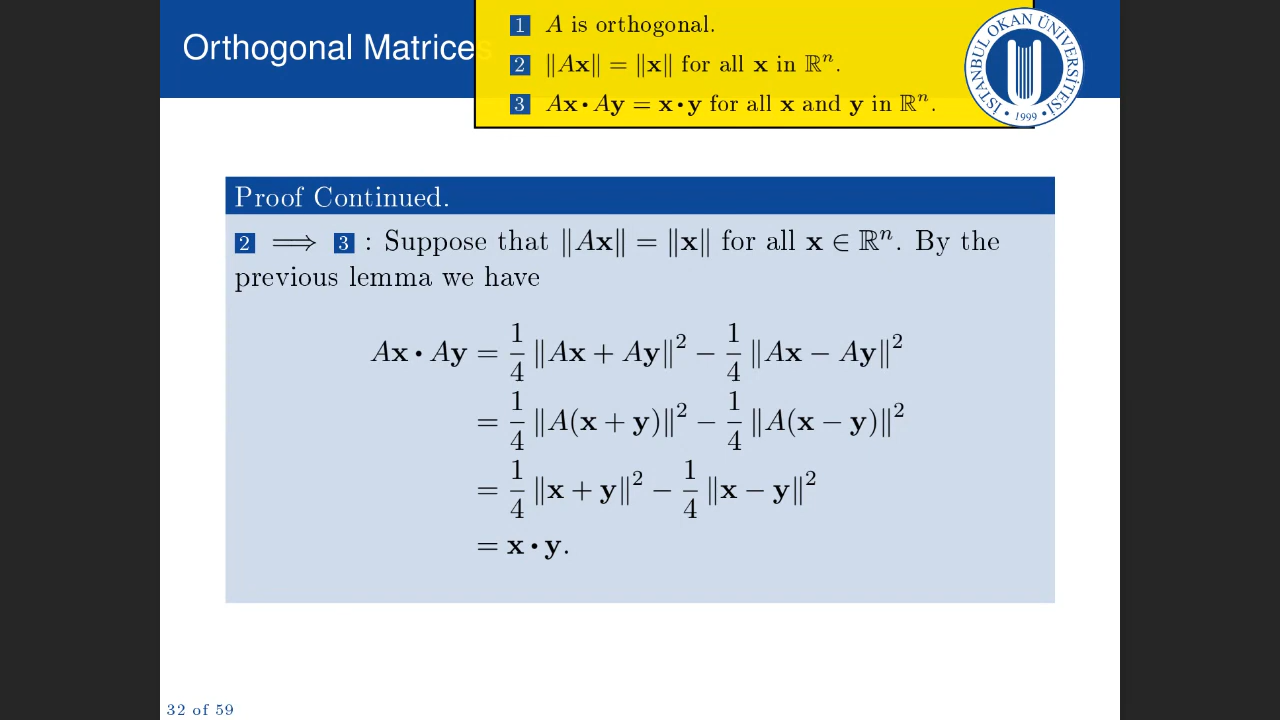 Orthogonal Matrices
1 A is orthogonal.
2 ‖Ax‖ = ‖x‖ for all x in ℝⁿ.
3 Ax • Ay = x • y for all x and y in ℝⁿ.
İSTANBUL OKAN ÜNİVERSİTESİ
• 1999 •
Proof Continued.
2 ⟹ 3 : Suppose that ‖Ax‖ = ‖x‖ for all x ∈ ℝⁿ. By the
previous lemma we have
Ax • Ay = 1/4 ‖Ax + Ay‖² − 1/4 ‖Ax − Ay‖²
= 1/4 ‖A(x + y)‖² − 1/4 ‖A(x − y)‖²
= 1/4 ‖x + y‖² − 1/4 ‖x − y‖²
= x • y.
32 of 59